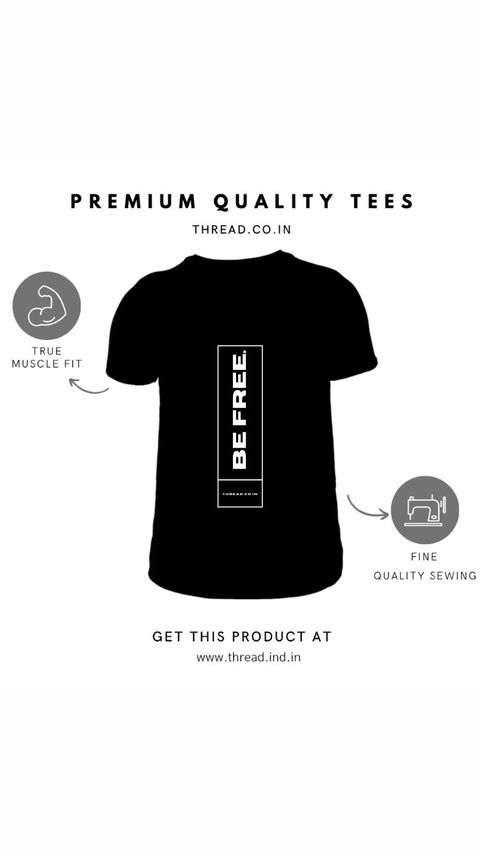 PREMIUM QUALITY TEES
THREAD.CO.IN
TRUE
MUSCLE FIT
BE FREE.
THREAD.CO.IN
FINE
QUALITY SEWING
GET THIS PRODUCT AT
www.thread.ind.in